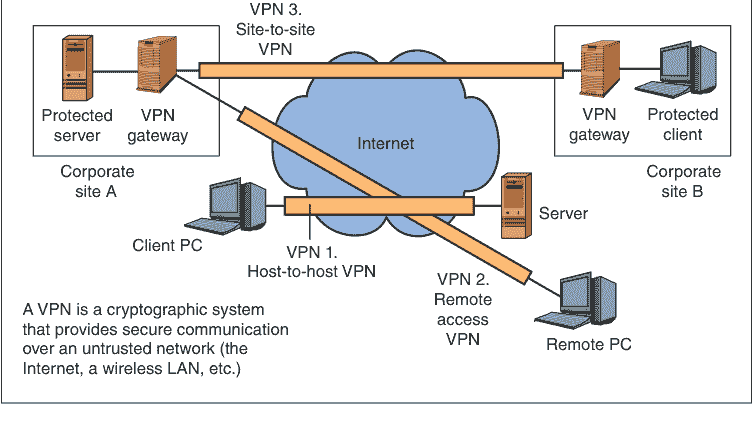 VPN 3.
Site-to-site
VPN
Protected
server
VPN
gateway
Internet
VPN
gateway
Protected
client
Corporate
site A
Corporate
site B
Client PC
Server
VPN 1.
Host-to-host VPN
VPN 2.
Remote
access
VPN
Remote PC
A VPN is a cryptographic system
that provides secure communication
over an untrusted network (the
Internet, a wireless LAN, etc.)